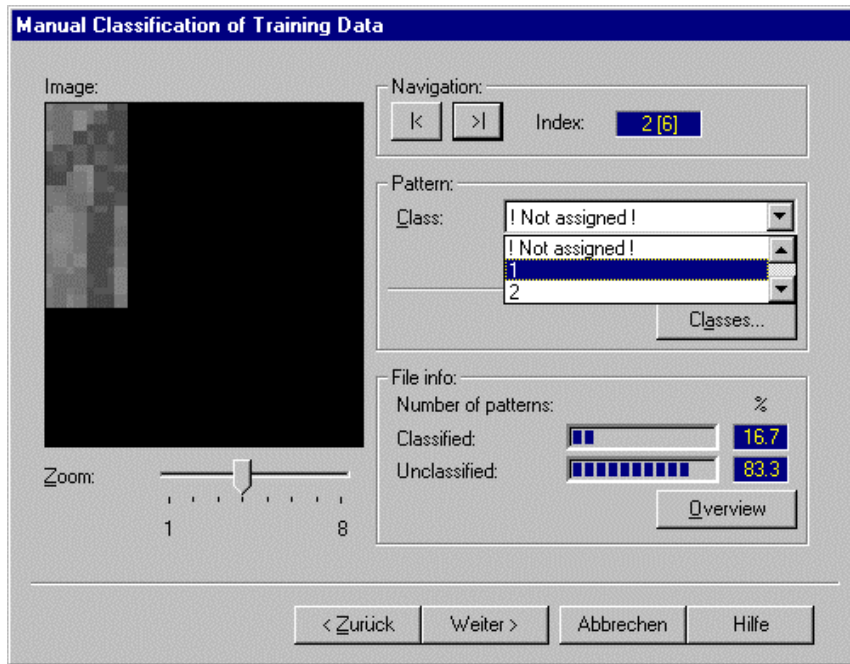 Manual Classification of Training Data
Image:
Navigation:
|< >| Index: 2 [6]
Pattern:
Class: ! Not assigned !
! Not assigned !
1
2
Classes...
File info:
Number of patterns: %
Classified: 16.7
Unclassified: 83.3
Overview
Zoom:
1 8
< Zurück Weiter > Abbrechen Hilfe